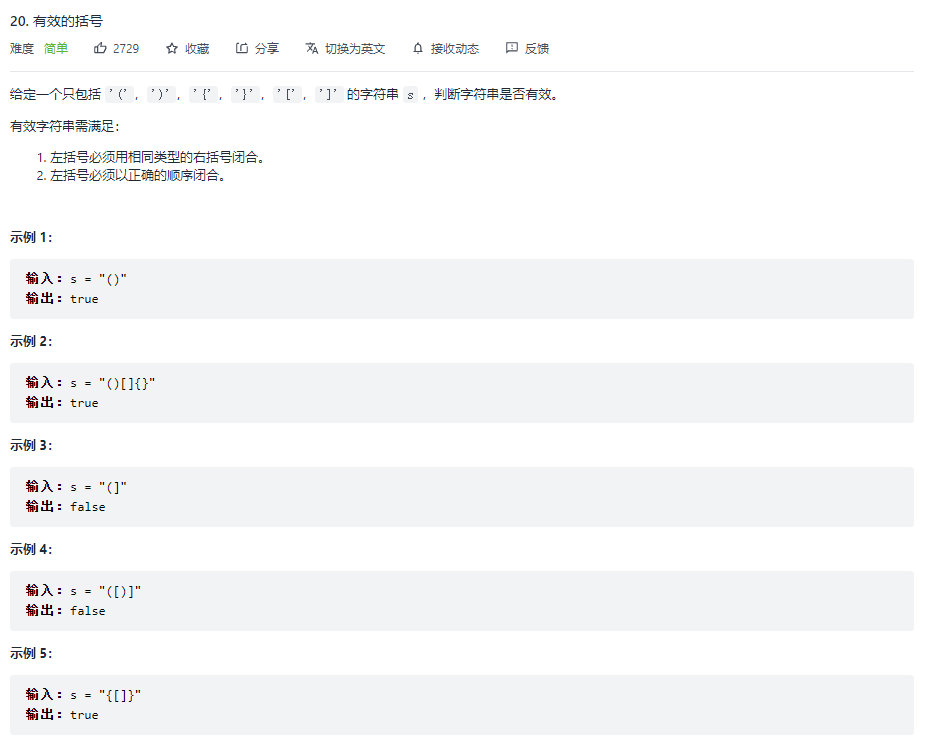 20. 有效的括号
难度 简单 2729 收藏 分享 切换为英文 接收动态 反馈
给定一个只包括 '(', ')', '{', '}', '[', ']' 的字符串 s ，判断字符串是否有效。
有效字符串需满足：
1. 左括号必须用相同类型的右括号闭合。
2. 左括号必须以正确的顺序闭合。
示例 1：
输入：s = "()"
输出：true
示例 2：
输入：s = "()[]{}"
输出：true
示例 3：
输入：s = "(]"
输出：false
示例 4：
输入：s = "([)]"
输出：false
示例 5：
输入：s = "{[]}"
输出：true